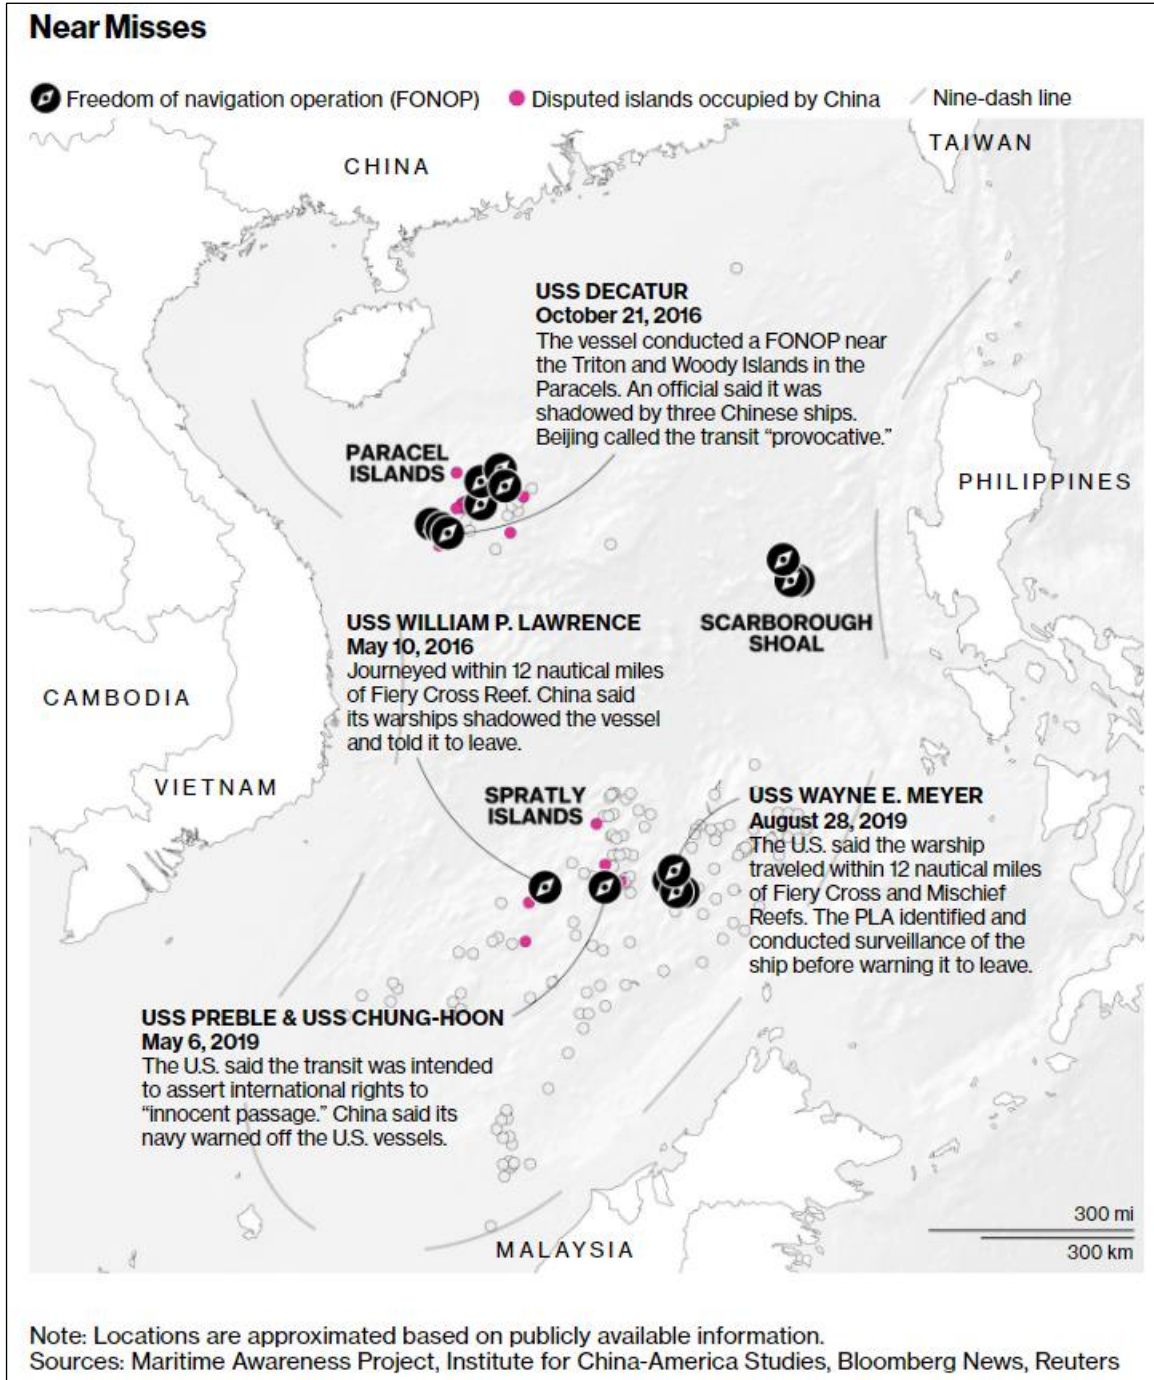 Near Misses
Freedom of navigation operation (FONOP)
Disputed islands occupied by China
Nine-dash line
TAIWAN
CHINA
USS DECATUR
October 21, 2016
The vessel conducted a FONOP near
the Triton and Woody Islands in the
Paracels. An official said it was
shadowed by three Chinese ships.
Beijing called the transit “provocative.”
PARACEL
ISLANDS
PHILIPPINES
SCARBOROUGH
SHOAL
USS WILLIAM P. LAWRENCE
May 10, 2016
Journeyed within 12 nautical miles
of Fiery Cross Reef. China said
its warships shadowed the vessel
and told it to leave.
CAMBODIA
VIETNAM
SPRATLY
ISLANDS
USS WAYNE E. MEYER
August 28, 2019
The U.S. said the warship
traveled within 12 nautical miles
of Fiery Cross and Mischief
Reefs. The PLA identified and
conducted surveillance of the
ship before warning it to leave.
USS PREBLE & USS CHUNG-HOON
May 6, 2019
The U.S. said the transit was intended
to assert international rights to
“innocent passage.” China said its
navy warned off the U.S. vessels.
300 mi
300 km
MALAYSIA
Note: Locations are approximated based on publicly available information.
Sources: Maritime Awareness Project, Institute for China-America Studies, Bloomberg News, Reuters